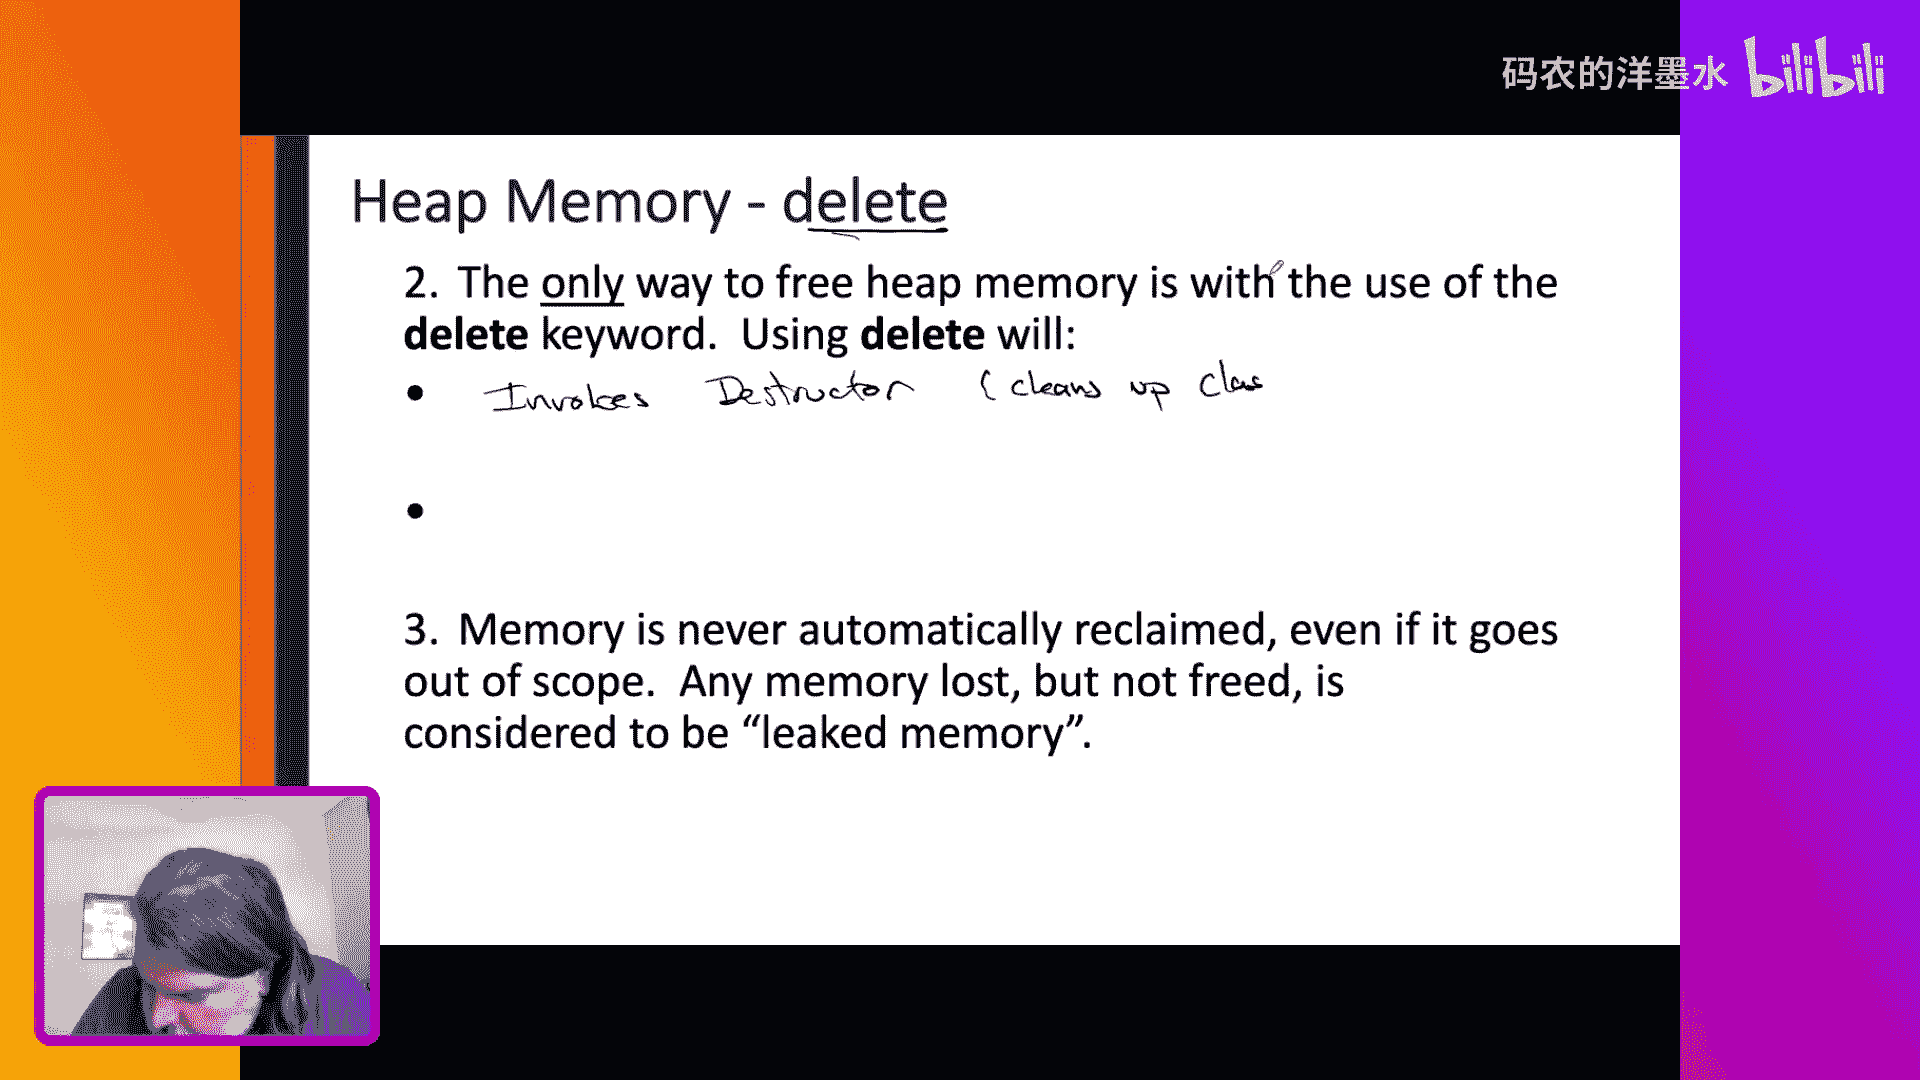 码农的洋墨水 bilibili
Heap Memory - delete
2. The only way to free heap memory is with the use of the
delete keyword. Using delete will:
• Invokes Destructor (cleans up clas
•
3. Memory is never automatically reclaimed, even if it goes
out of scope. Any memory lost, but not freed, is
considered to be “leaked memory”.